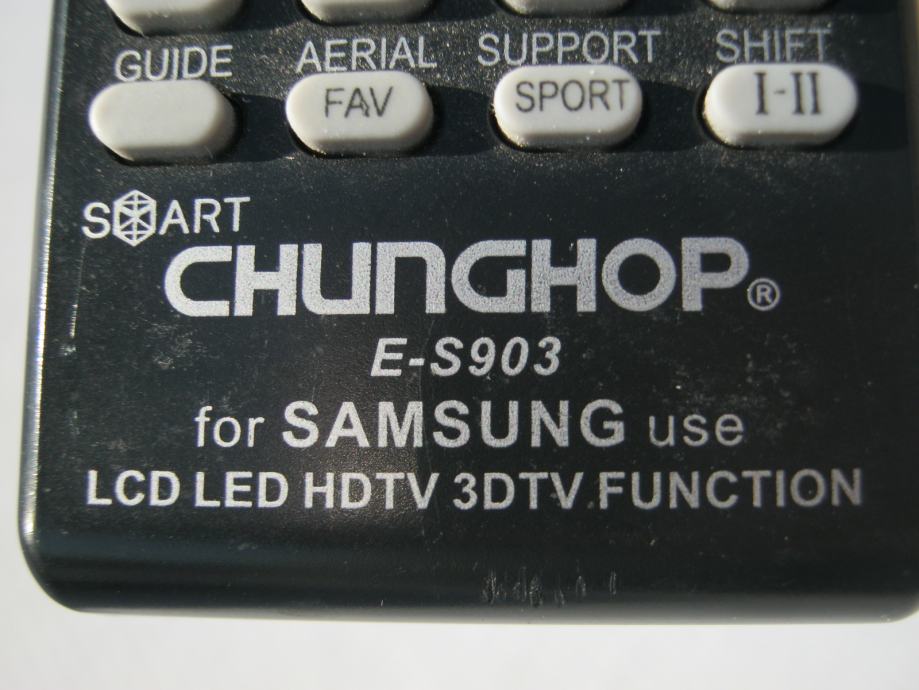 GUIDE AERIAL SUPPORT SHIFT
FAV SPORT I-II
SMART
CHUNGHOP®
E-S903
for SAMSUNG use
LCD LED HDTV 3DTV FUNCTION